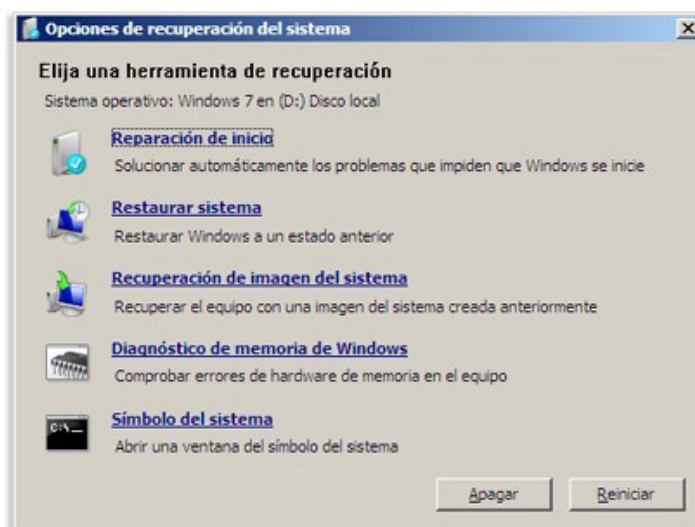 Opciones de recuperación del sistema
Elija una herramienta de recuperación
Sistema operativo: Windows 7 en (D:) Disco local
Reparación de inicio
Solucionar automáticamente los problemas que impiden que Windows se inicie
Restaurar sistema
Restaurar Windows a un estado anterior
Recuperación de imagen del sistema
Recuperar el equipo con una imagen del sistema creada anteriormente
Diagnóstico de memoria de Windows
Comprobar errores de hardware de memoria en el equipo
C:\_
Símbolo del sistema
Abrir una ventana del símbolo del sistema
Apagar
Reiniciar